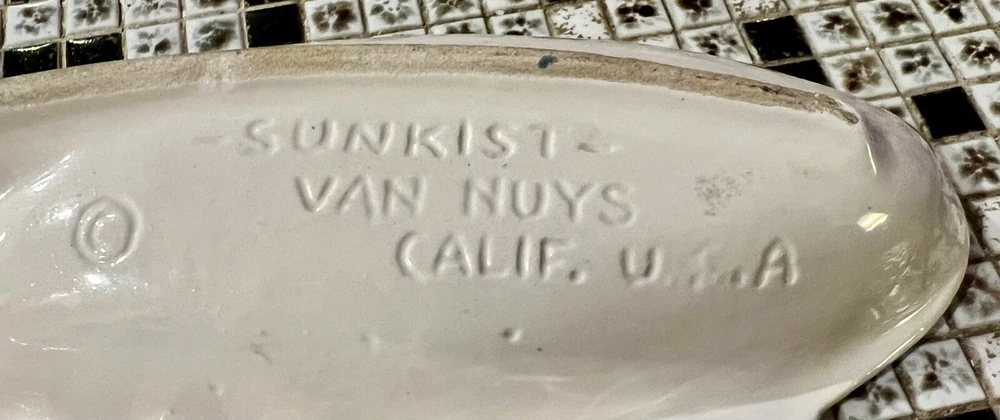 -SUNKIST-
VAN NUYS
© CALIF. U.S.A